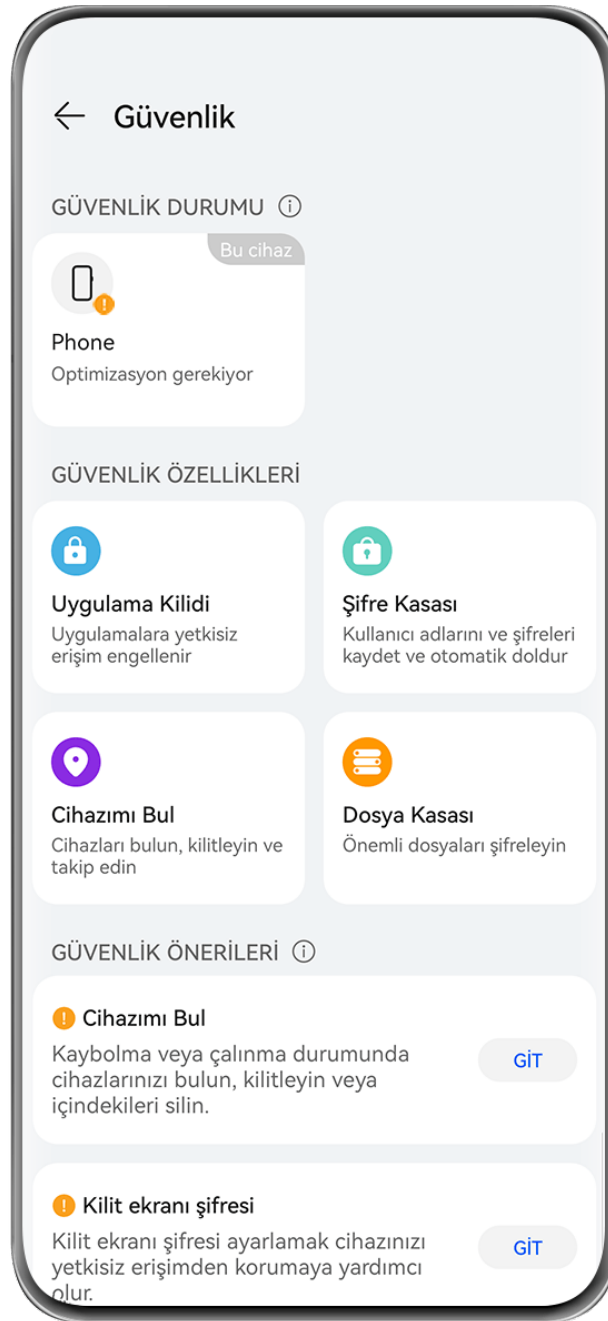 Güvenlik
GÜVENLİK DURUMU
Bu cihaz
Phone
Optimizasyon gerekiyor
GÜVENLİK ÖZELLİKLERİ
Uygulama Kilidi
Uygulamalara yetkisiz
erişim engellenir
Şifre Kasası
Kullanıcı adlarını ve şifreleri
kaydet ve otomatik doldur
Cihazımı Bul
Cihazları bulun, kilitleyin ve
takip edin
Dosya Kasası
Önemli dosyaları şifreleyin
GÜVENLİK ÖNERİLERİ
Cihazımı Bul
Kaybolma veya çalınma durumunda
cihazlarınızı bulun, kilitleyin veya
içindekileri silin.
GİT
Kilit ekranı şifresi
Kilit ekranı şifresi ayarlamak cihazınızı
yetkisiz erişimden korumaya yardımcı
olur.
GİT